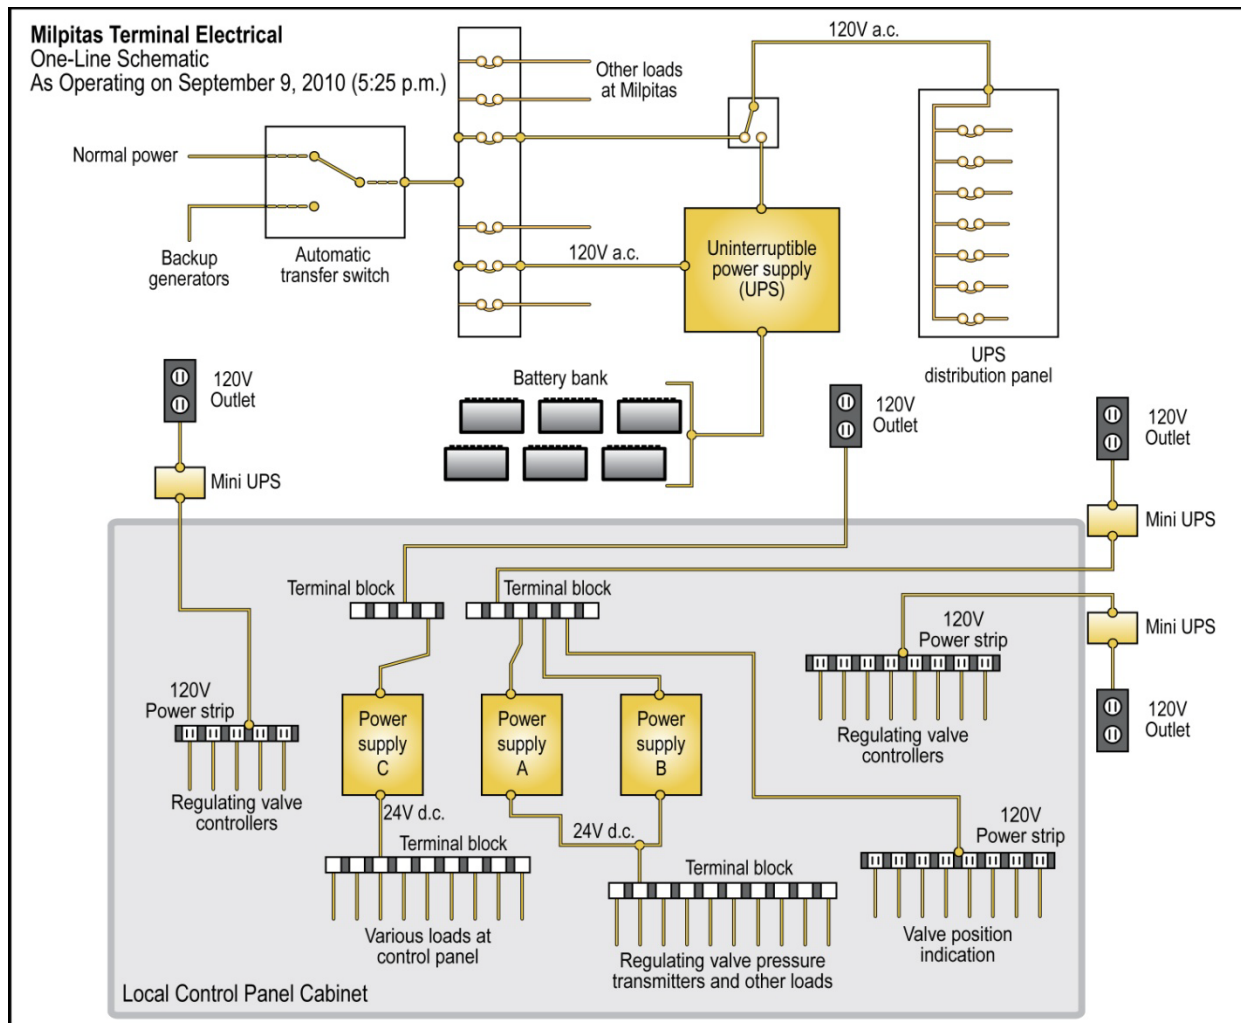 Milpitas Terminal Electrical
One-Line Schematic
As Operating on September 9, 2010 (5:25 p.m.)
120V a.c.
Other loads
at Milpitas
Normal power
Backup
generators
Automatic
transfer switch
120V a.c.
Uninterruptible
power supply
(UPS)
UPS
distribution panel
120V
Outlet
Battery bank
120V
Outlet
120V
Outlet
Mini UPS
Mini UPS
Terminal block
Terminal block
120V
Power strip
Mini UPS
120V
Power strip
Power
supply
C
Power
supply
A
Power
supply
B
Regulating valve
controllers
120V
Outlet
Regulating valve
controllers
24V d.c.
24V d.c.
120V
Power strip
Terminal block
Terminal block
Various loads at
control panel
Regulating valve pressure
transmitters and other loads
Valve position
indication
Local Control Panel Cabinet